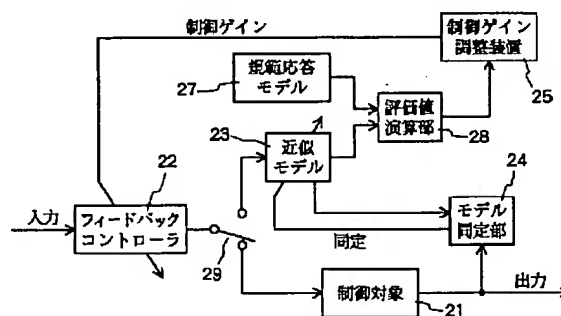 制御ゲイン
制御ゲイン
調整装置
25
規範応答
モデル
27
評価値
演算部
28
23
近似
モデル
22
フィードバック
コントローラ
入力
29
同定
24
モデル
同定部
制御対象
21
出力